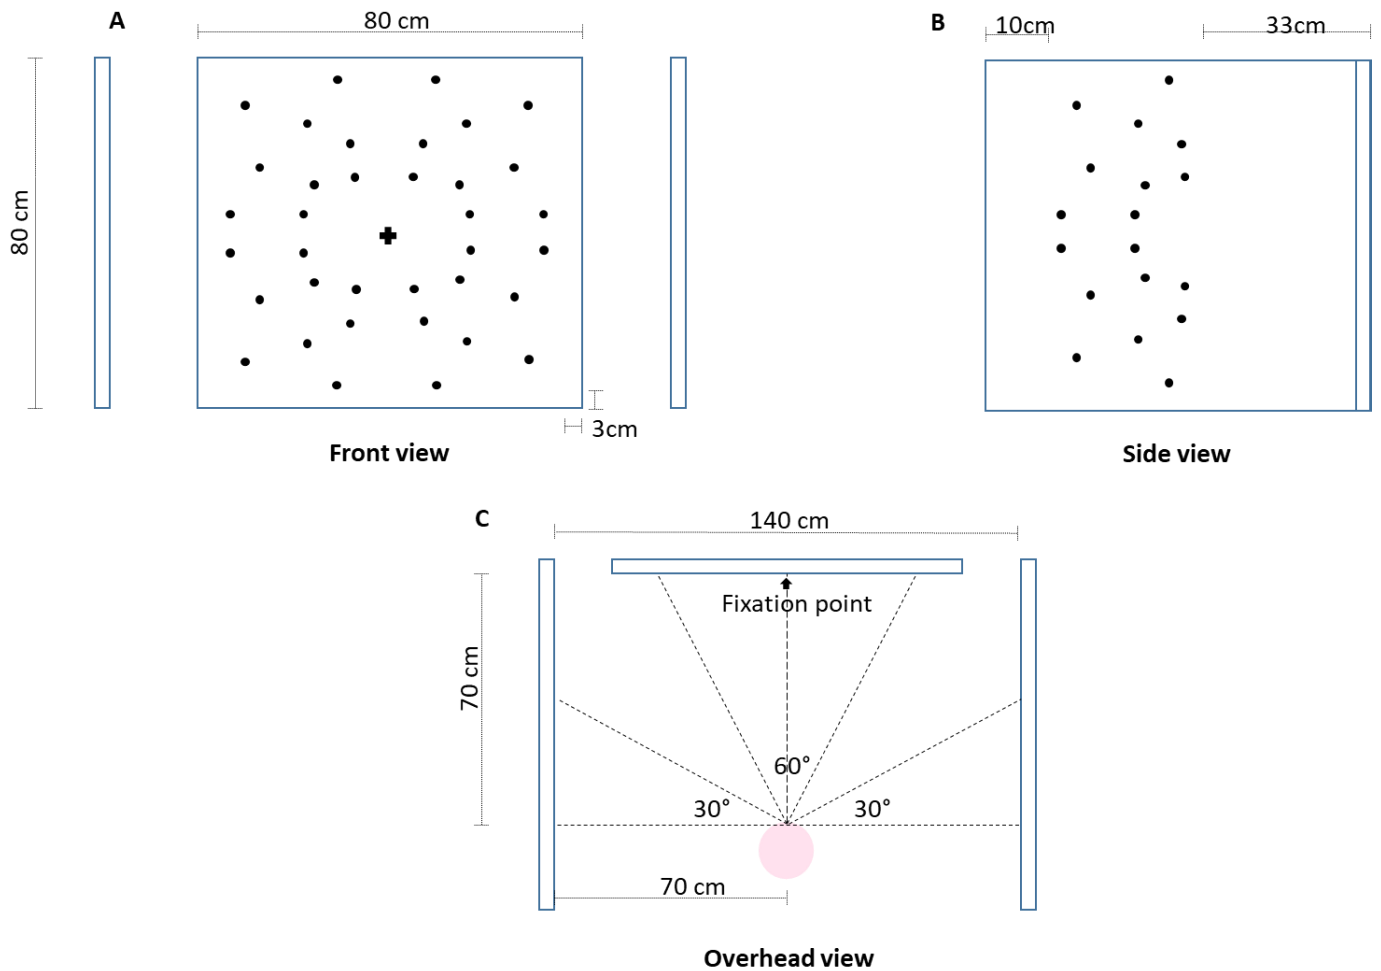 A
80 cm
80 cm
3cm
Front view
B
10cm
33cm
Side view
C
140 cm
Fixation point
70 cm
60°
30°
30°
70 cm
Overhead view